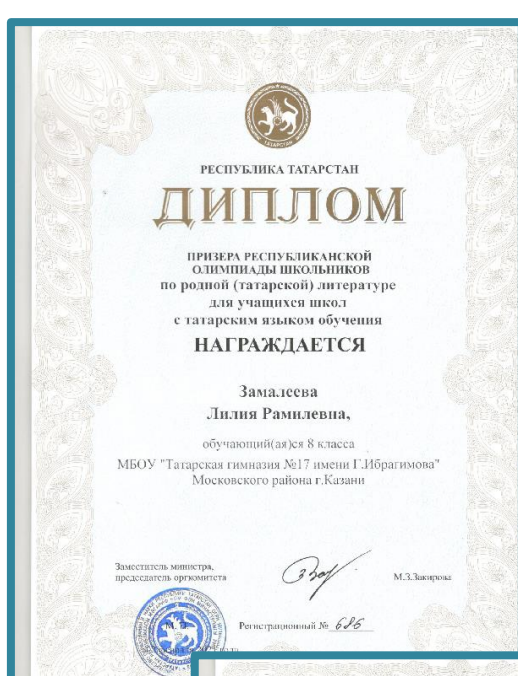 ТАТАРСТАН
РЕСПУБЛИКА ТАТАРСТАН
ДИПЛОМ
ПРИЗЕРА РЕСПУБЛИКАНСКОЙ
ОЛИМПИАДЫ ШКОЛЬНИКОВ
по родной (татарской) литературе
для учащихся школ
с татарским языком обучения
НАГРАЖДАЕТСЯ
Замалеева
Лилия Рамилевна,
обучающий(ая)ся 8 класса
МБОУ "Татарская гимназия №17 имени Г.Ибрагимова"
Московского района г.Казани
Заместитель министра,
председатель оргкомитета
М.З.Закирова
М. П.
Регистрационный № 686